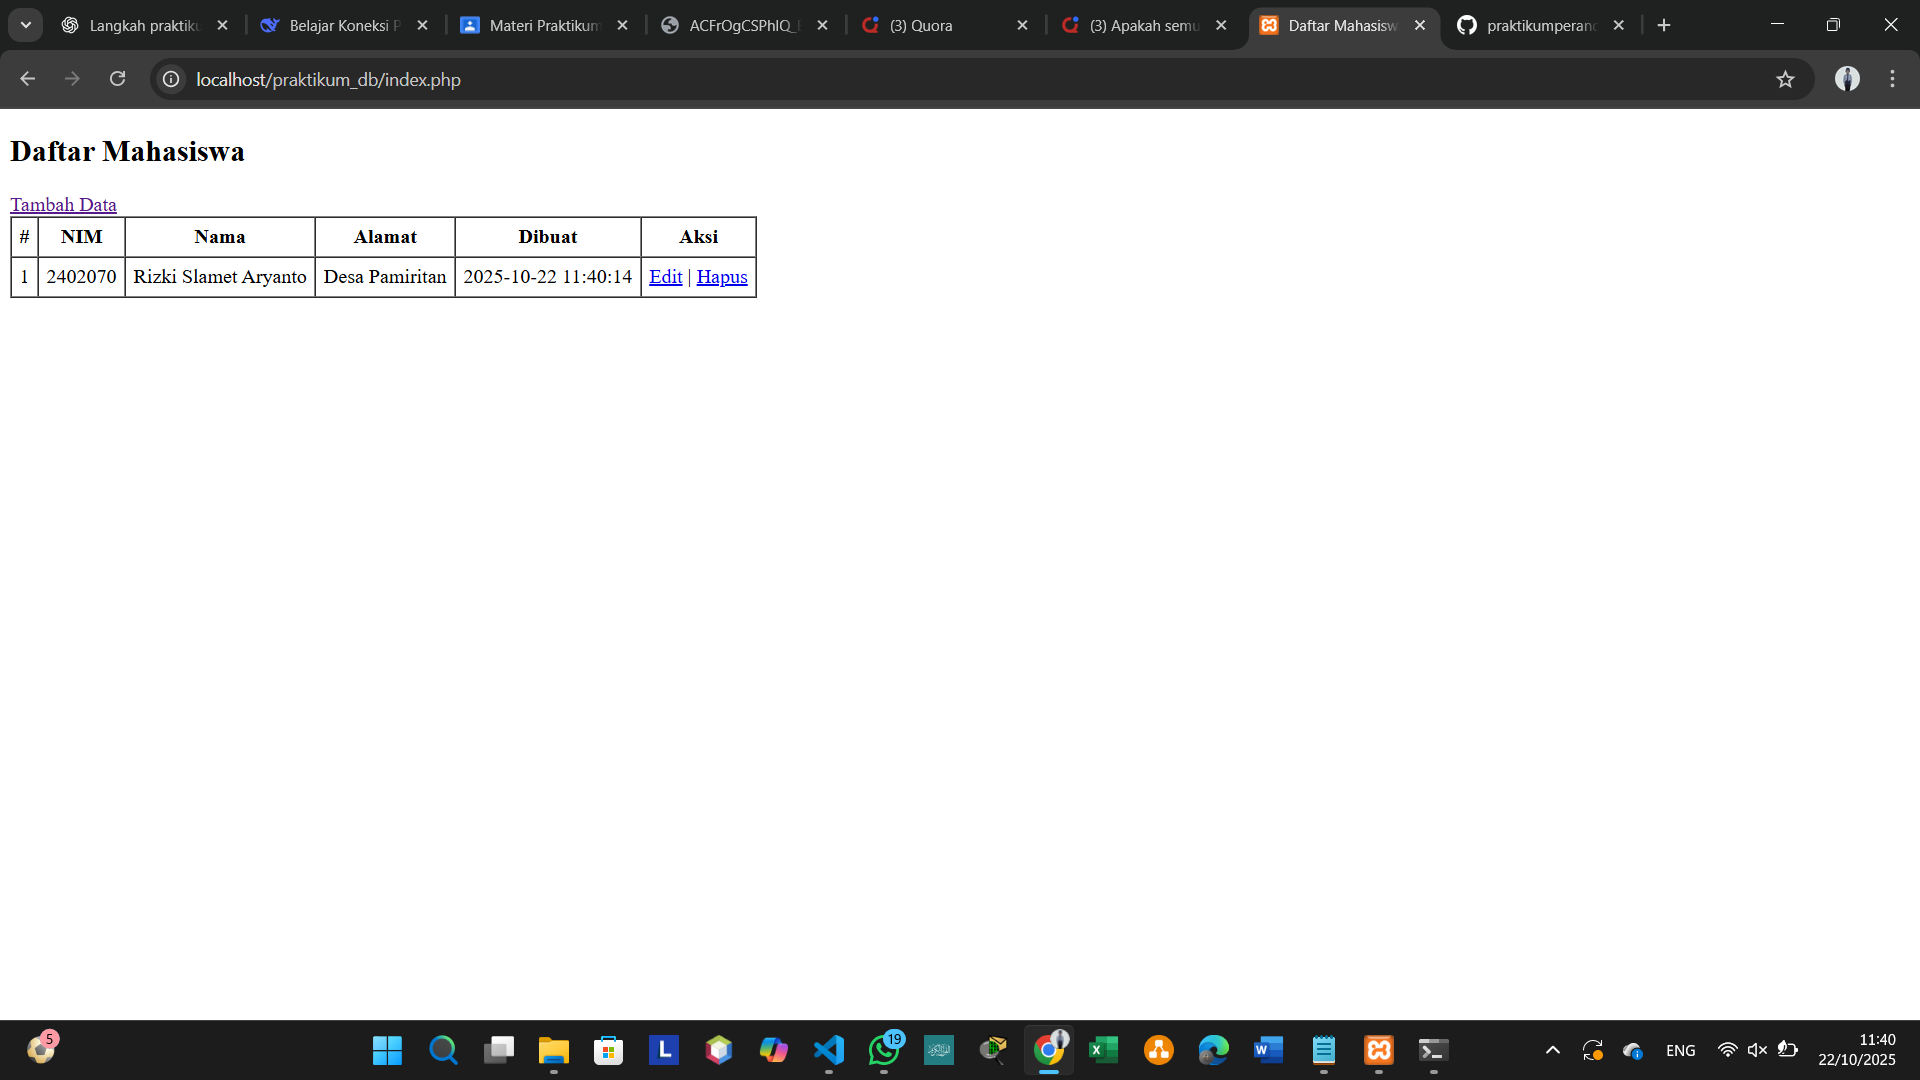 Langkah praktiku
Belajar Koneksi P
Materi Praktikum
ACFrOgCSPhIQ_
(3) Quora
(3) Apakah semu
Daftar Mahasisw
praktikumperanc
localhost/praktikum_db/index.php
Daftar Mahasiswa
Tambah Data
# NIM Nama Alamat Dibuat Aksi
1 2402070 Rizki Slamet Aryanto Desa Pamiritan 2025-10-22 11:40:14 Edit | Hapus
5
L
19
W
ENG
11:40
22/10/2025